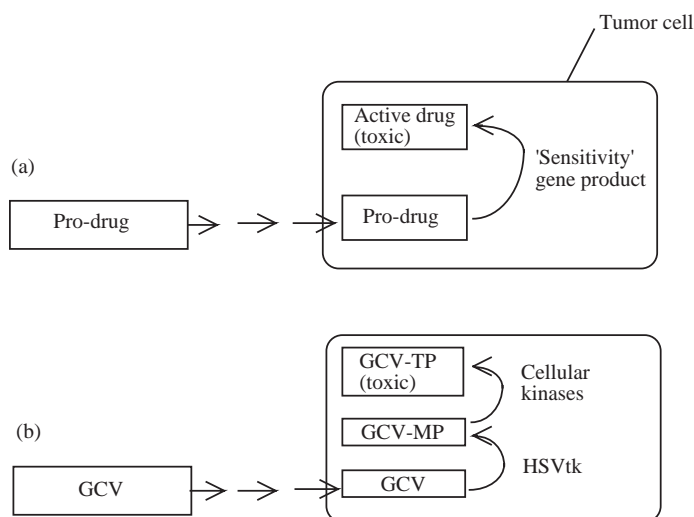 Tumor cell
Active drug
(toxic)
(a)
'Sensitivity'
gene product
Pro-drug
Pro-drug
GCV-TP
(toxic)
Cellular
kinases
(b)
GCV-MP
HSVtk
GCV
GCV